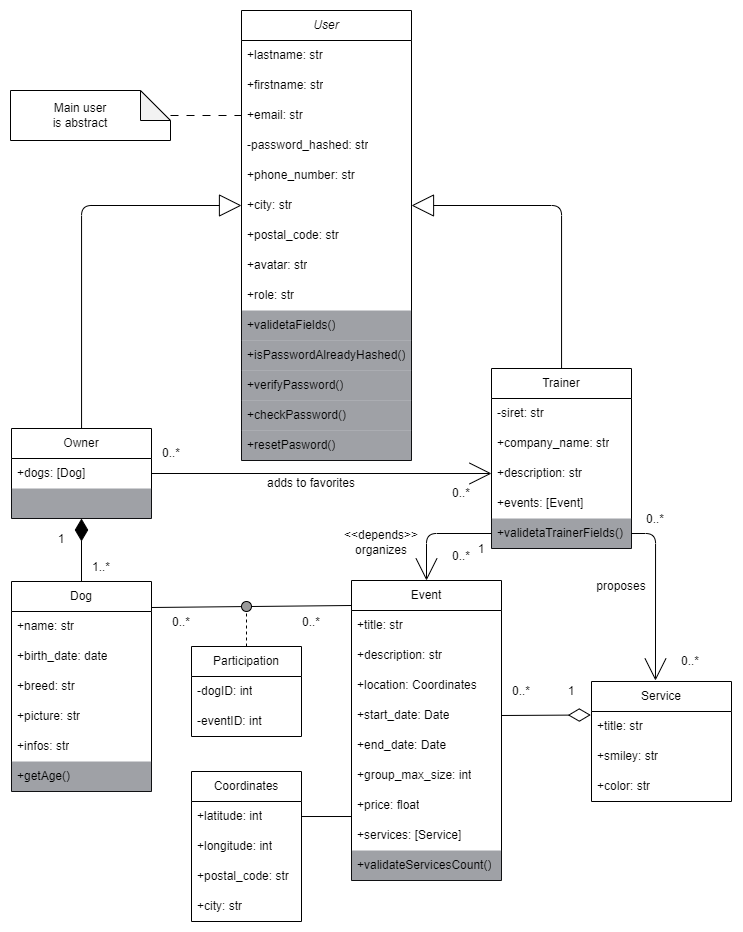 User
+lastname: str
+firstname: str
+email: str
-password_hashed: str
+phone_number: str
+city: str
+postal_code: str
+avatar: str
+role: str
+validetaFields()
+isPasswordAlreadyHashed()
+verifyPassword()
+checkPassword()
+resetPasword()
Main user
is abstract
Trainer
-siret: str
+company_name: str
+description: str
+events: [Event]
+validetaTrainerFields()
Owner
+dogs: [Dog]
0..*
adds to favorites
0..*
1
1..*
<<depends>>
organizes
0..*
1
0..*
proposes
0..*
Dog
+name: str
+birth_date: date
+breed: str
+picture: str
+infos: str
+getAge()
0..*
0..*
Participation
-dogID: int
-eventID: int
Event
+title: str
+description: str
+location: Coordinates
+start_date: Date
+end_date: Date
+group_max_size: int
+price: float
+services: [Service]
+validateServicesCount()
0..*
1
Service
+title: str
+smiley: str
+color: str
Coordinates
+latitude: int
+longitude: int
+postal_code: str
+city: str